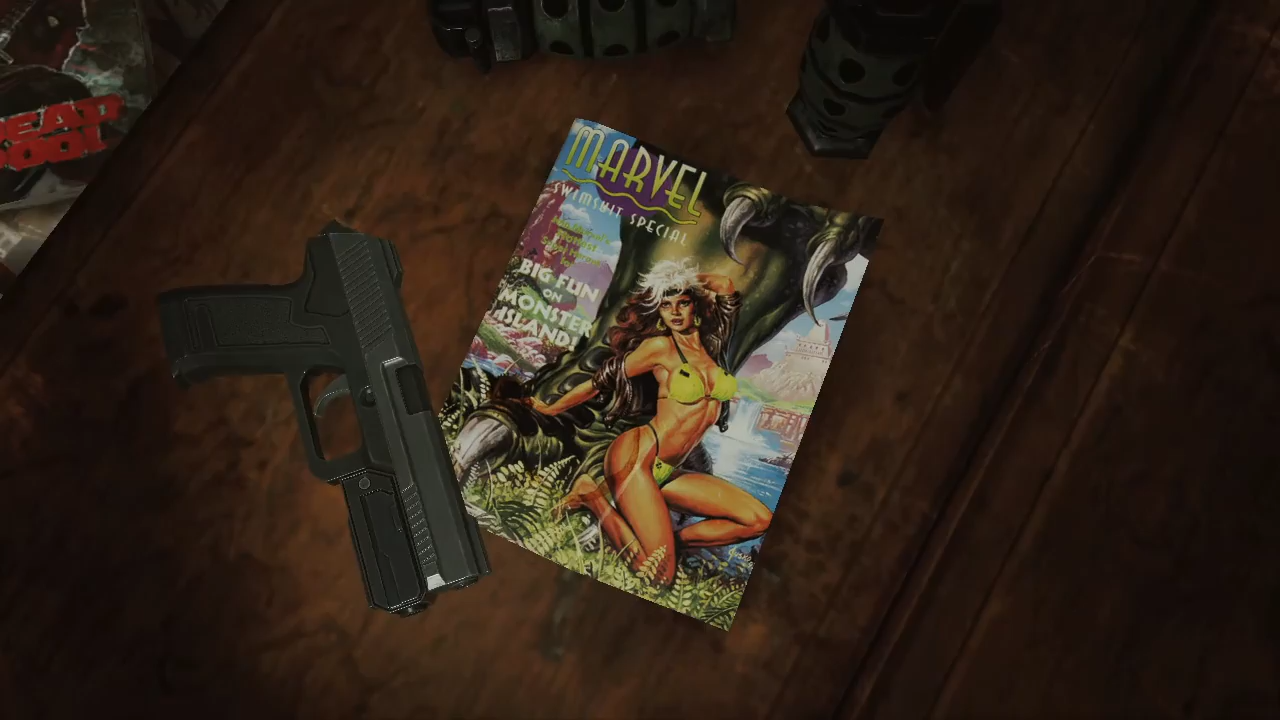 DEAD
POOL
MARVEL
SWIMSUIT SPECIAL
BIG FUN
ON
MONSTER
ISLAND!